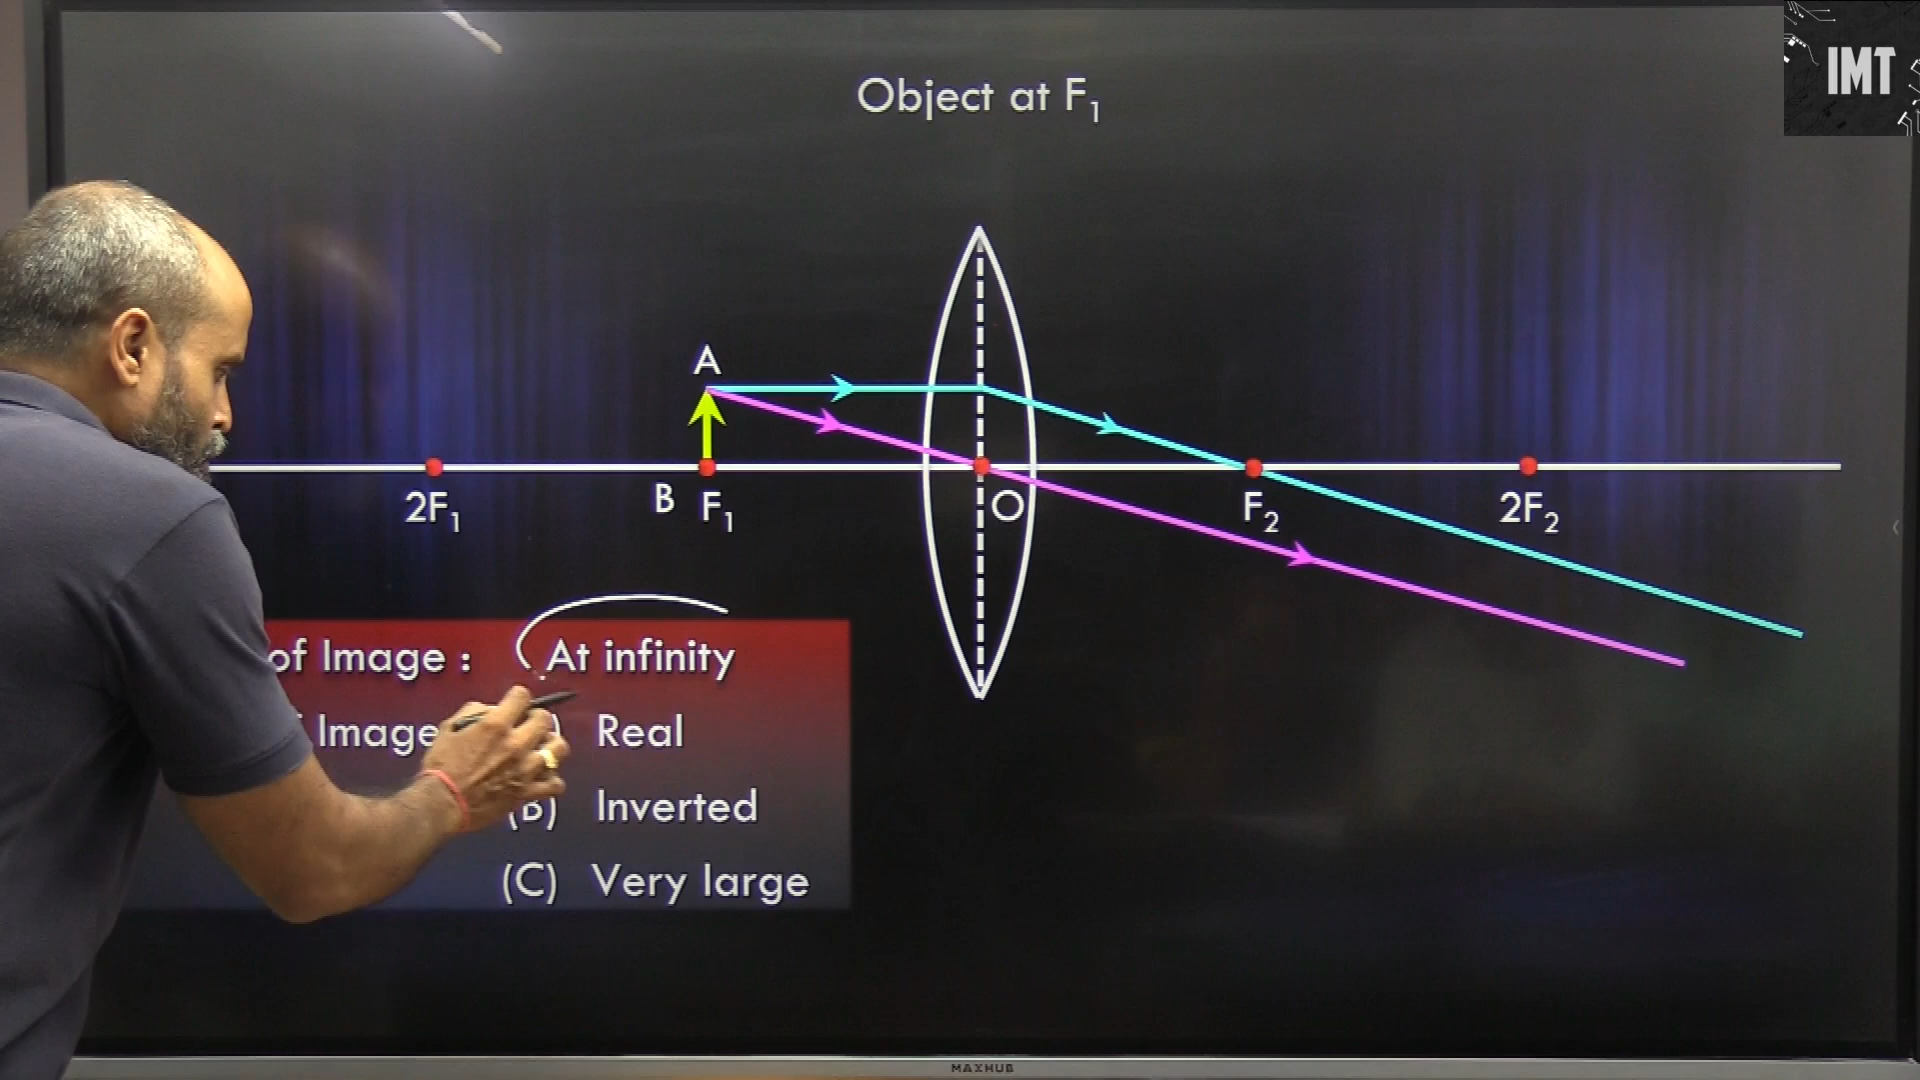 IMT
Object at F₁
A
2F₁
B F₁
O
F₂
2F₂
of Image : At infinity
Image Real
(B) Inverted
(C) Very large
MAXHUB